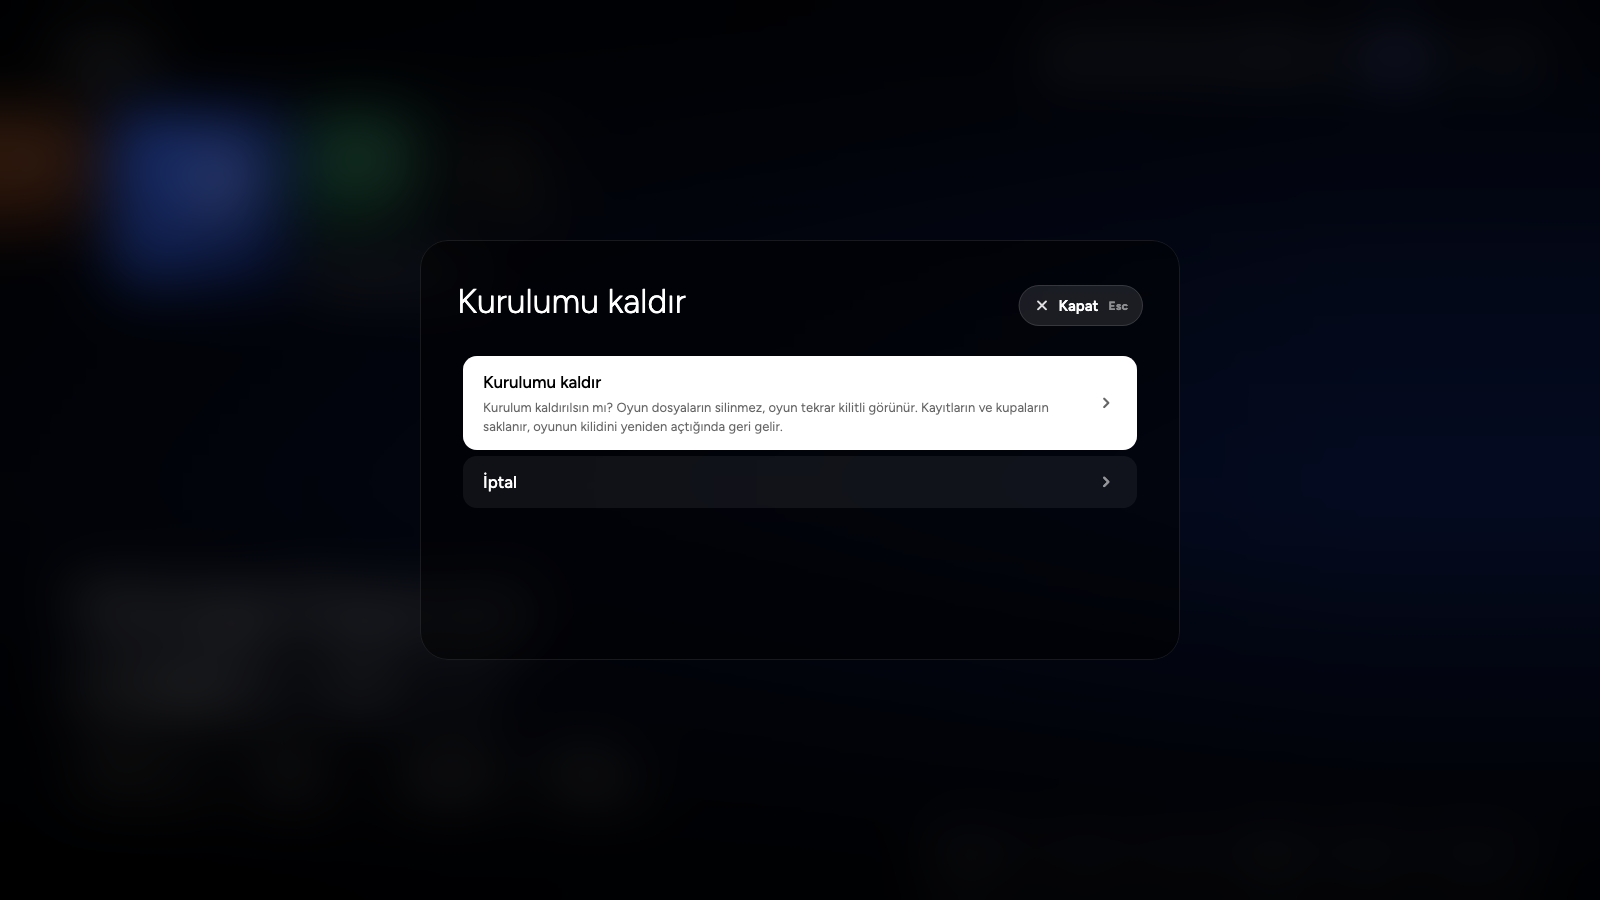 Kurulumu kaldır
Kapat Esc
Kurulumu kaldır
Kurulum kaldırılsın mı? Oyun dosyaların silinmez, oyun tekrar kilitli görünür. Kayıtların ve kupaların
saklanır, oyunun kilidini yeniden açtığında geri gelir.
İptal